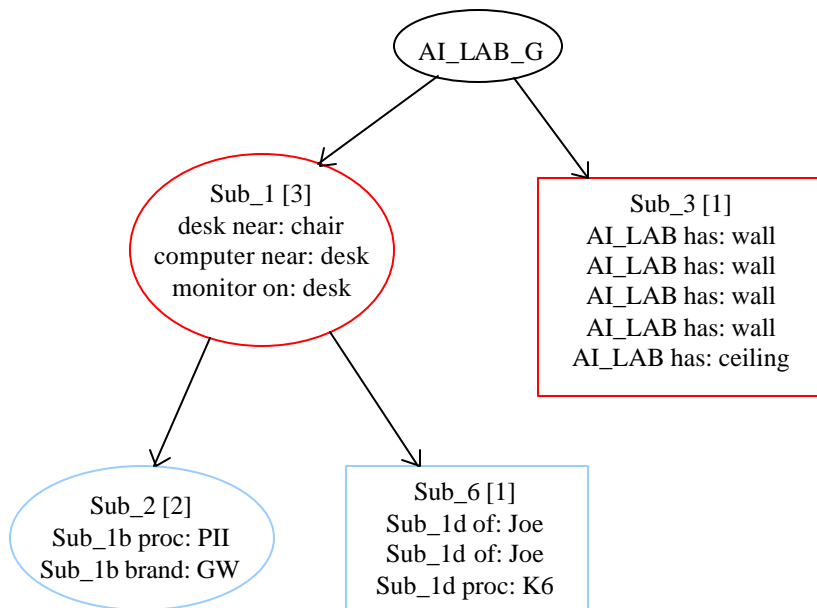 AI_LAB_G
Sub_1 [3]
desk near: chair
computer near: desk
monitor on: desk
Sub_3 [1]
AI_LAB has: wall
AI_LAB has: wall
AI_LAB has: wall
AI_LAB has: wall
AI_LAB has: ceiling
Sub_2 [2]
Sub_1b proc: PII
Sub_1b brand: GW
Sub_6 [1]
Sub_1d of: Joe
Sub_1d of: Joe
Sub_1d proc: K6